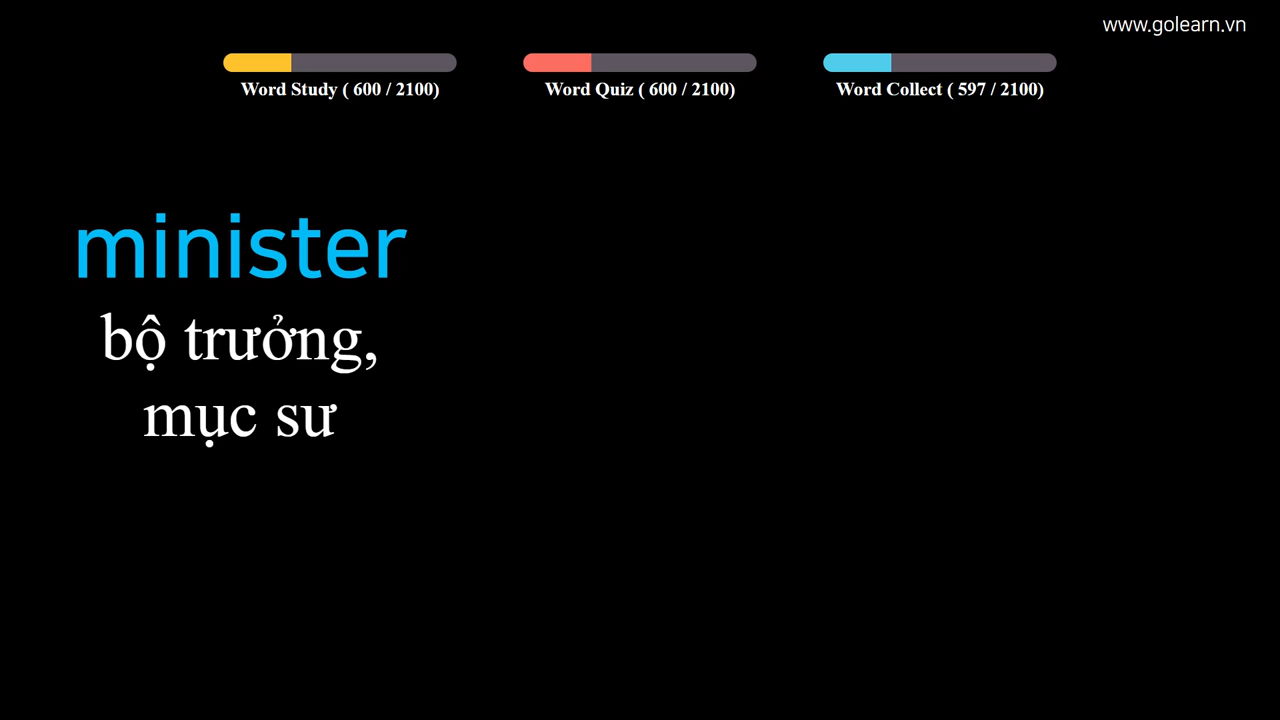 www.golearn.vn
Word Study ( 600 / 2100)
Word Quiz ( 600 / 2100)
Word Collect ( 597 / 2100)
minister
bộ trưởng,
mục sư